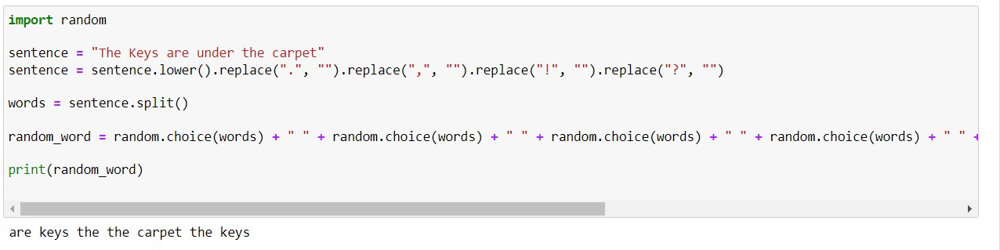 import random
sentence = "The Keys are under the carpet"
sentence = sentence.lower().replace(".", "").replace(",", "").replace("!", "").replace("?", "")
words = sentence.split()
random_word = random.choice(words) + " " + random.choice(words) + " " + random.choice(words) + " " + random.choice(words) + " " +
print(random_word)
are keys the the carpet the keys